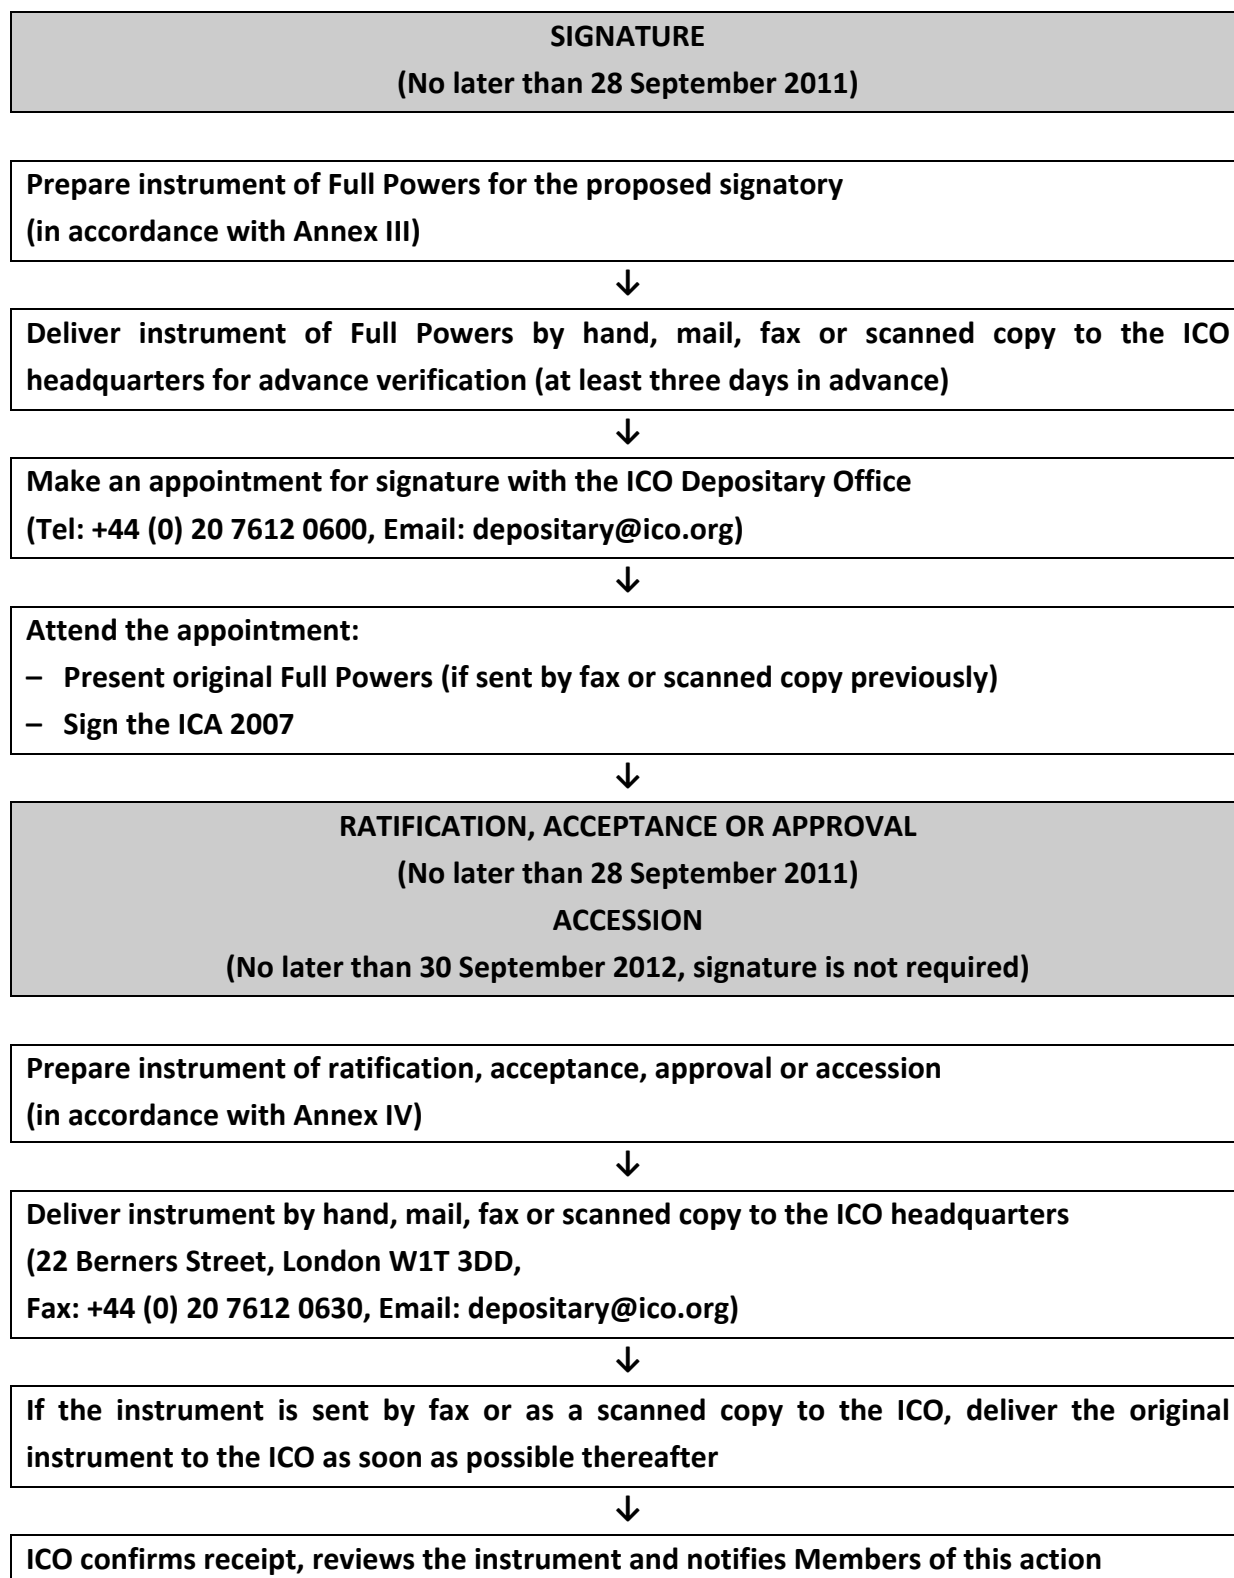 SIGNATURE
(No later than 28 September 2011)
Prepare instrument of Full Powers for the proposed signatory
(in accordance with Annex III)
↓
Deliver instrument of Full Powers by hand, mail, fax or scanned copy to the ICO
headquarters for advance verification (at least three days in advance)
↓
Make an appointment for signature with the ICO Depositary Office
(Tel: +44 (0) 20 7612 0600, Email: depositary@ico.org)
↓
Attend the appointment:
– Present original Full Powers (if sent by fax or scanned copy previously)
– Sign the ICA 2007
↓
RATIFICATION, ACCEPTANCE OR APPROVAL
(No later than 28 September 2011)
ACCESSION
(No later than 30 September 2012, signature is not required)
Prepare instrument of ratification, acceptance, approval or accession
(in accordance with Annex IV)
↓
Deliver instrument by hand, mail, fax or scanned copy to the ICO headquarters
(22 Berners Street, London W1T 3DD,
Fax: +44 (0) 20 7612 0630, Email: depositary@ico.org)
↓
If the instrument is sent by fax or as a scanned copy to the ICO, deliver the original
instrument to the ICO as soon as possible thereafter
↓
ICO confirms receipt, reviews the instrument and notifies Members of this action